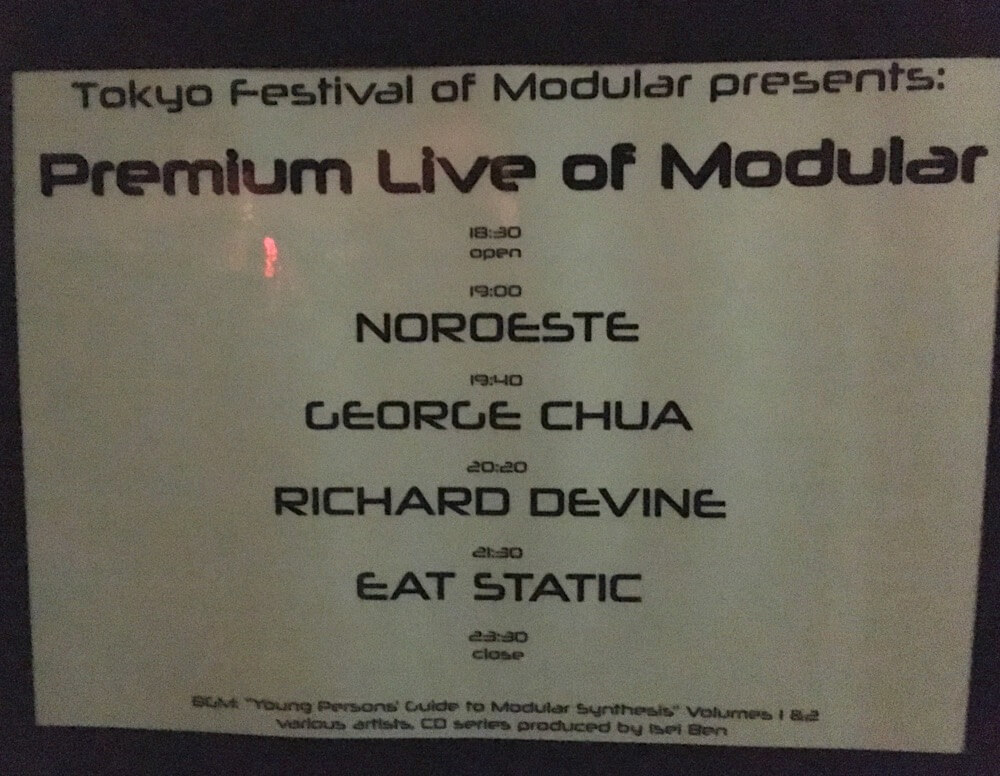 Tokyo Festival of Modular presents:
Premium Live of Modular
18:30
open
19:00
NOROESTE
19:40
GEORGE CHUA
20:20
RICHARD DEVINE
21:30
EAT STATIC
23:30
close
BGM: "Young Persons' Guide to Modular Synthesis" Volumes 1 & 2
various artists, CD series produced by Isei Ben